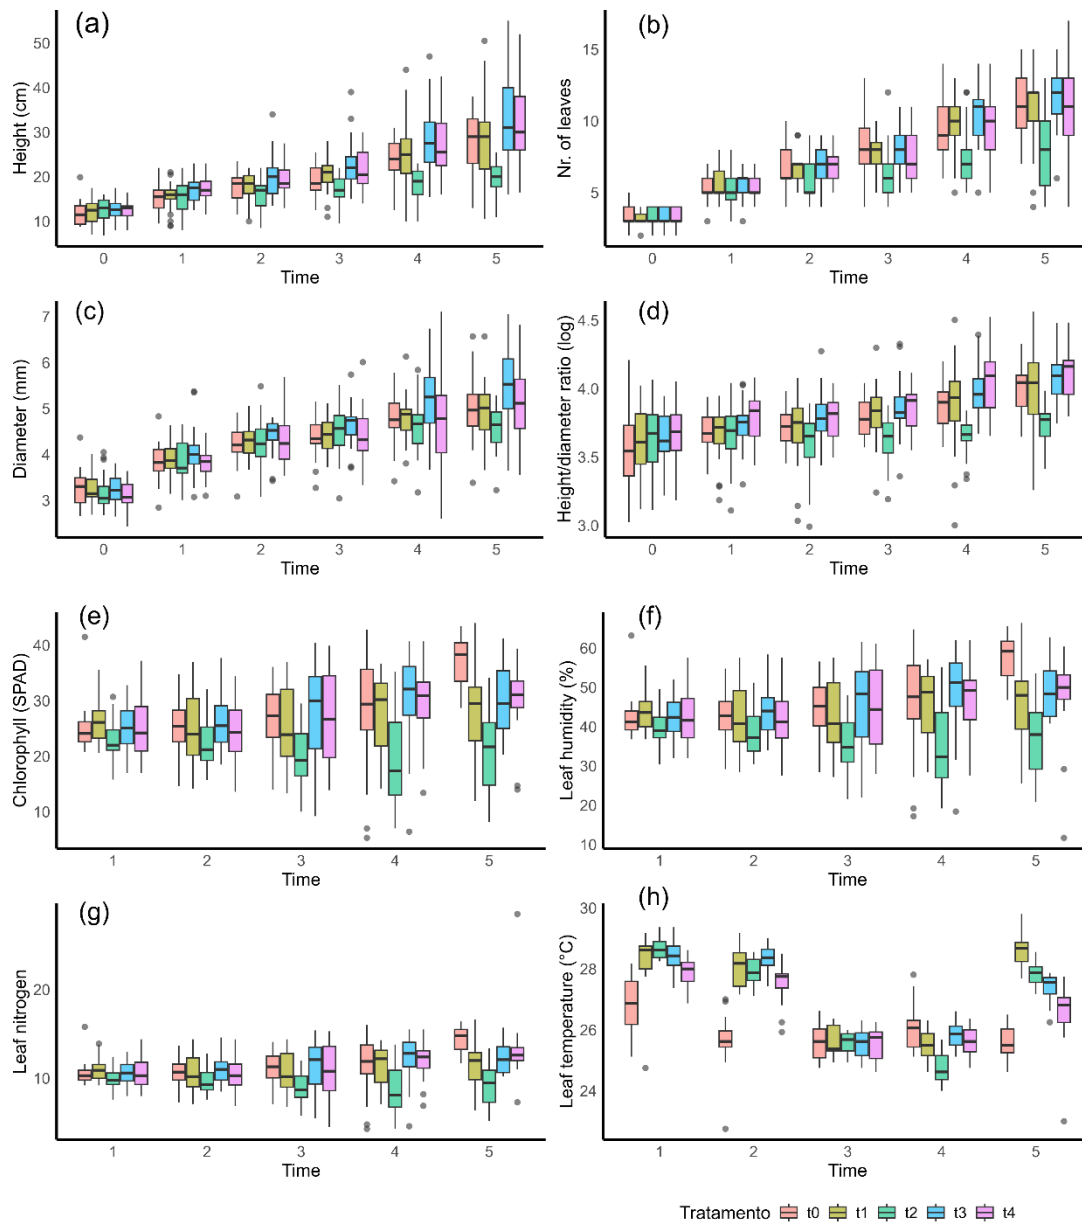 (a)
Height (cm)
50
40
30
20
10
0 1 2 3 4 5
Time
(b)
Nr. of leaves
15
10
5
0 1 2 3 4 5
Time
(c)
Diameter (mm)
7
6
5
4
3
0 1 2 3 4 5
Time
(d)
Height/diameter ratio (log)
4.5
4.0
3.5
3.0
0 1 2 3 4 5
Time
(e)
Chlorophyll (SPAD)
40
30
20
10
1 2 3 4 5
Time
(f)
Leaf humidity (%)
60
50
40
30
20
10
1 2 3 4 5
Time
(g)
Leaf nitrogen
20
10
1 2 3 4 5
Time
(h)
Leaf temperature (°C)
30
28
26
24
1 2 3 4 5
Time
Tratamento t0 t1 t2 t3 t4